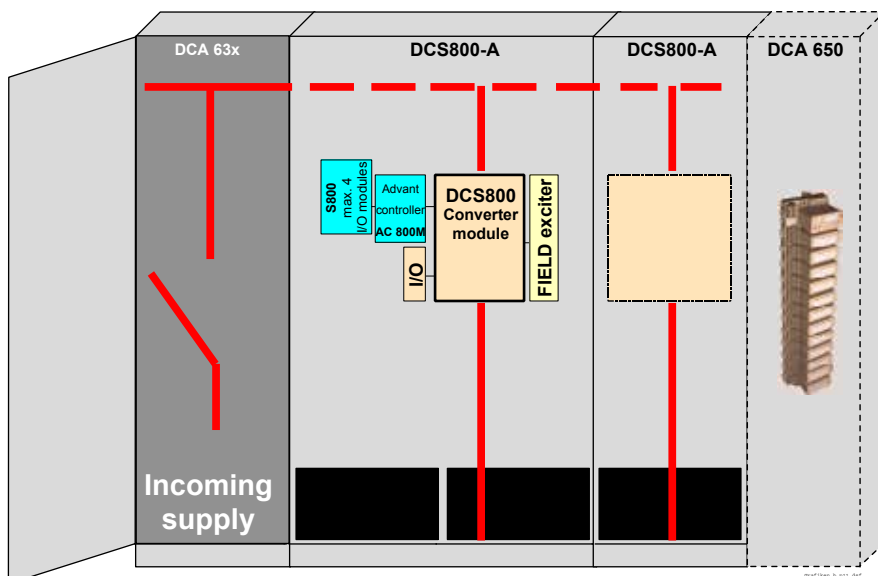 DCA 63x
DCS800-A
DCS800-A
DCA 650
S800
max. 4
I/O modules
Advant
controller
AC 800M
I/O
DCS800
Converter
module
FIELD exciter
Incoming
supply